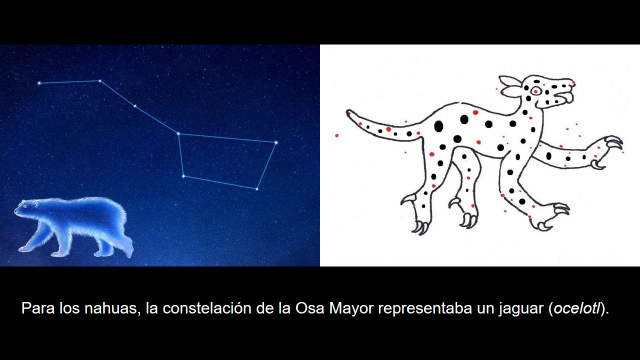 Para los nahuas, la constelación de la Osa Mayor representaba un jaguar (ocelotl).